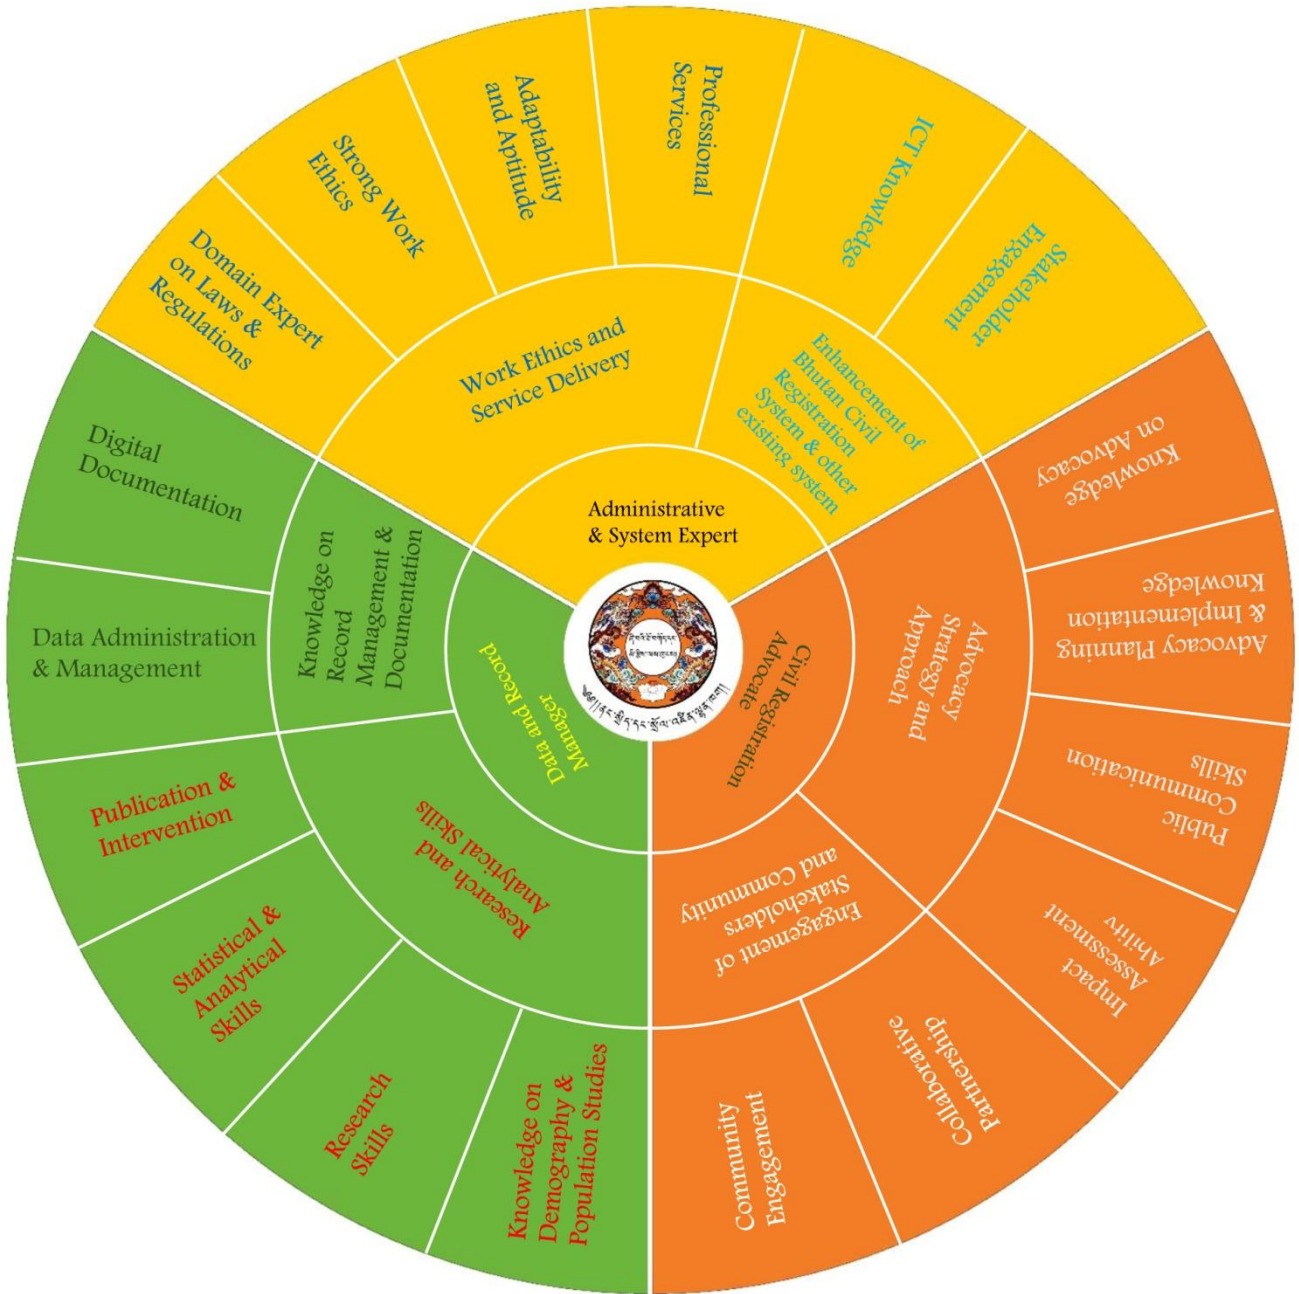 Professional
Services
ICT Knowledge
Stakeholder
Engagement
Knowledge
on Advocacy
Advocacy Planning
& Implementation
Knowledge
Public
Communication
Skills
Impact
Assessment
Ability
Collaborative
Partnership
Community
Engagement
Knowledge on
Demography &
Population Studies
Research
Skills
Statistical &
Analytical
Skills
Publication &
Intervention
Data Administration
& Management
Digital
Documentation
Domain Expert
on Laws &
Regulations
Strong Work
Ethics
Adaptability
and Aptitude
Work Ethics and
Service Delivery
Enhancement of
Bhutan Civil
Registration
System & other
existing system
Advocacy
Strategy and
Approach
Engagement of
Stakeholders
and Community
Research and
Analytical Skills
Knowledge on
Record
Management &
Documentation
Administrative
& System Expert
Civil Registration
Advocate
Data and Record
Manager